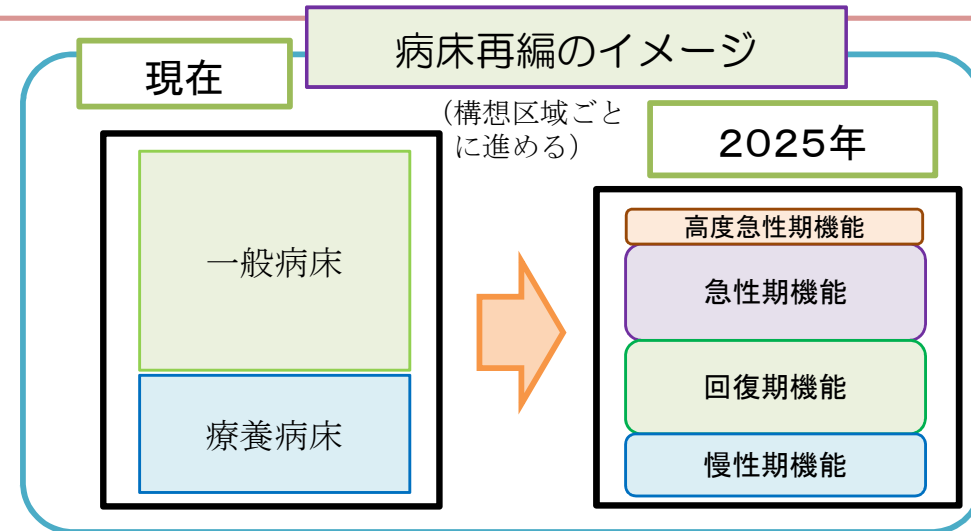 病床再編のイメージ
現在
(構想区域ごと
に進める)
2025年
一般病床
療養病床
高度急性期機能
急性期機能
回復期機能
慢性期機能